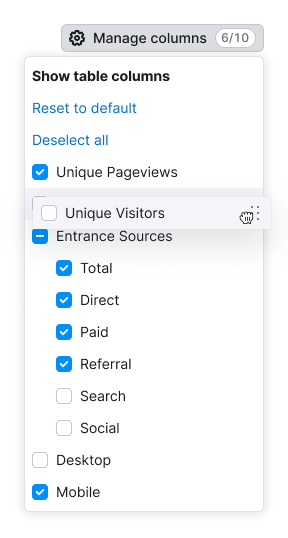 Manage columns 6/10
Show table columns
Reset to default
Deselect all
Unique Pageviews
Unique Visitors
Entrance Sources
Total
Direct
Paid
Referral
Search
Social
Desktop
Mobile